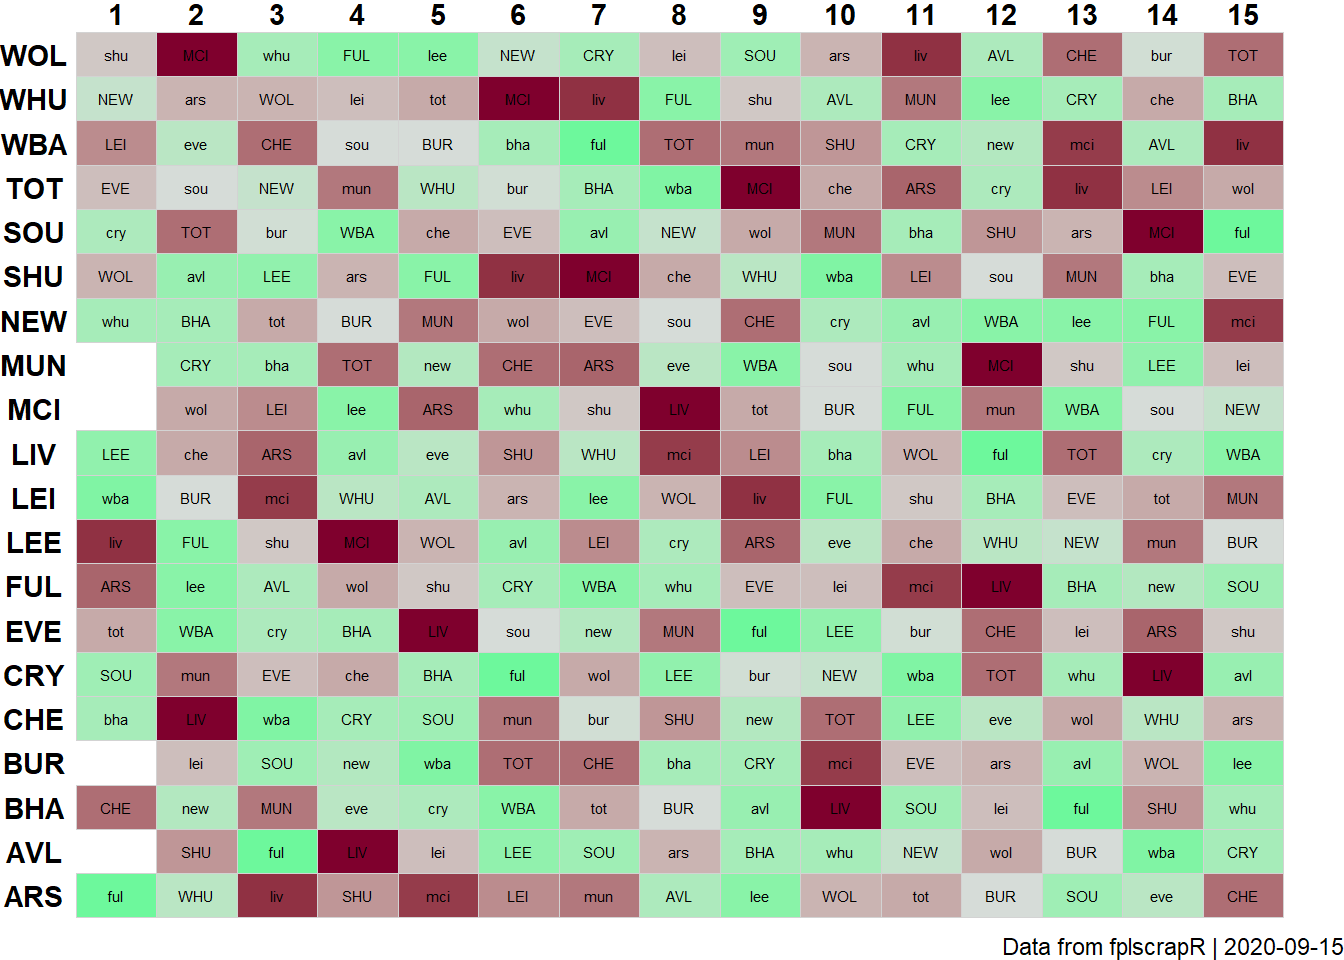 1 2 3 4 5 6 7 8 9 10 11 12 13 14 15
WOL shu MCI whu FUL lee NEW CRY lei SOU ars liv AVL CHE bur TOT
WHU NEW ars WOL lei tot MCI liv FUL shu AVL MUN lee CRY che BHA
WBA LEI eve CHE sou BUR bha ful TOT mun SHU CRY new mci AVL liv
TOT EVE sou NEW mun WHU bur BHA wba MCI che ARS cry liv LEI wol
SOU cry TOT bur WBA che EVE avl NEW wol MUN bha SHU ars MCI ful
SHU WOL avl LEE ars FUL liv MCI che WHU wba LEI sou MUN bha EVE
NEW whu BHA tot BUR MUN wol EVE sou CHE cry avl WBA lee FUL mci
MUN CRY bha TOT new CHE ARS eve WBA sou whu MCI shu LEE lei
MCI wol LEI lee ARS whu shu LIV tot BUR FUL mun WBA sou NEW
LIV LEE che ARS avl eve SHU WHU mci LEI bha WOL ful TOT cry WBA
LEI wba BUR mci WHU AVL ars lee WOL liv FUL shu BHA EVE tot MUN
LEE liv FUL shu MCI WOL avl LEI cry ARS eve che WHU NEW mun BUR
FUL ARS lee AVL wol shu CRY WBA whu EVE lei mci LIV BHA new SOU
EVE tot WBA cry BHA LIV sou new MUN ful LEE bur CHE lei ARS shu
CRY SOU mun EVE che BHA ful wol LEE bur NEW wba TOT whu LIV avl
CHE bha LIV wba CRY SOU mun bur SHU new TOT LEE eve wol WHU ars
BUR lei SOU new wba TOT CHE bha CRY mci EVE ars avl WOL lee
BHA CHE new MUN eve cry WBA tot BUR avl LIV SOU lei ful SHU whu
AVL SHU ful LIV lei LEE SOU ars BHA whu NEW wol BUR wba CRY
ARS ful WHU liv SHU mci LEI mun AVL lee WOL tot BUR SOU eve CHE
Data from fplscrapR | 2020-09-15